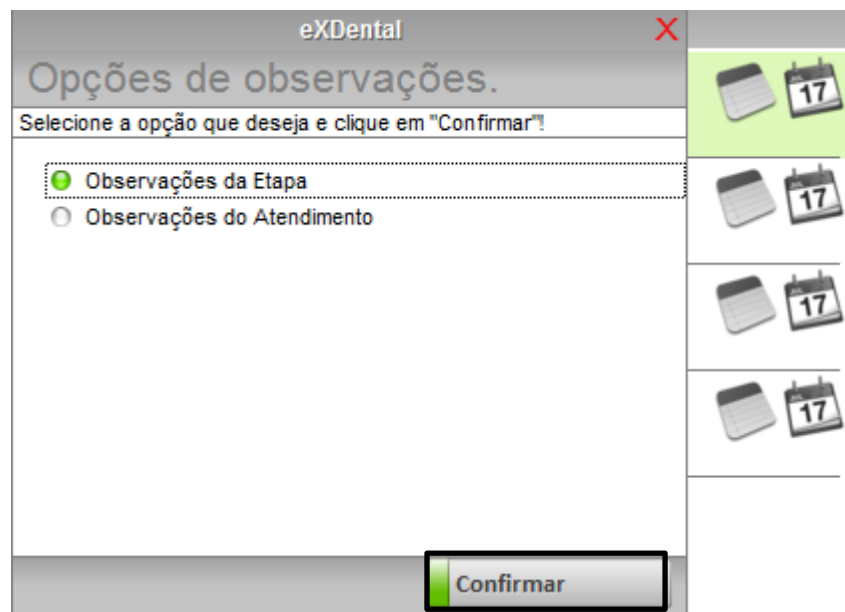 eXDental
X
Opções de observações.
Selecione a opção que deseja e clique em "Confirmar"!
Observações da Etapa
Observações do Atendimento
Confirmar
17
17
17
17